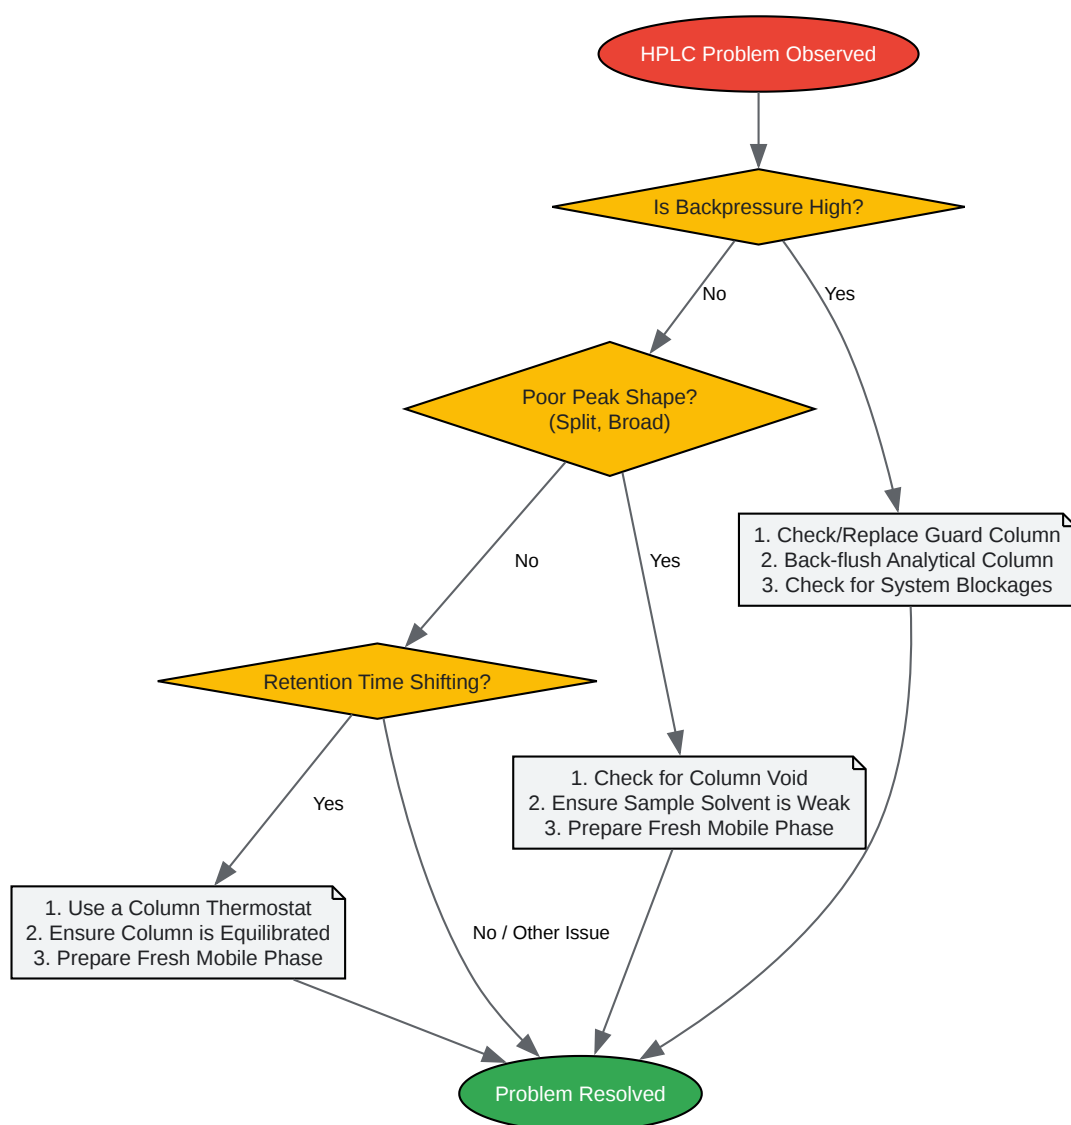 HPLC Problem Observed
Is Backpressure High?
No
Yes
Poor Peak Shape?
(Split, Broad)
1. Check/Replace Guard Column
2. Back-flush Analytical Column
3. Check for System Blockages
No
Yes
Retention Time Shifting?
1. Check for Column Void
2. Ensure Sample Solvent is Weak
3. Prepare Fresh Mobile Phase
Yes
1. Use a Column Thermostat
2. Ensure Column is Equilibrated
3. Prepare Fresh Mobile Phase
No / Other Issue
Problem Resolved